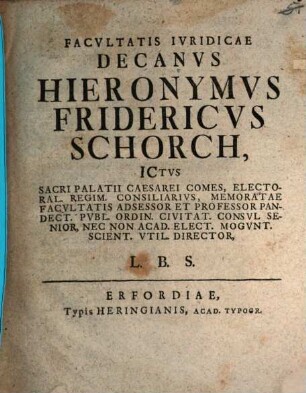 FACVLTATIS IVRIDICAE
DECANVS
HIERONYMVS
FRIDERICVS
SCHORCH,
ICTVS
SACRI PALATII CAESAREI COMES, ELECTO-
RAL. REGIM. CONSILIARIVS, MEMORATAE
FACVLTATIS ADSESSOR ET PROFESSOR PAN-
DECT. PVBL. ORDIN. CIVITAT. CONSVL SE-
NIOR, NEC NON ACAD. ELECT. MOGVNT.
SCIENT. VTIL. DIRECTOR,
L. B. S.
ERFORDIAE,
Typis HERINGIANIS, ACAD. TYPOGR.